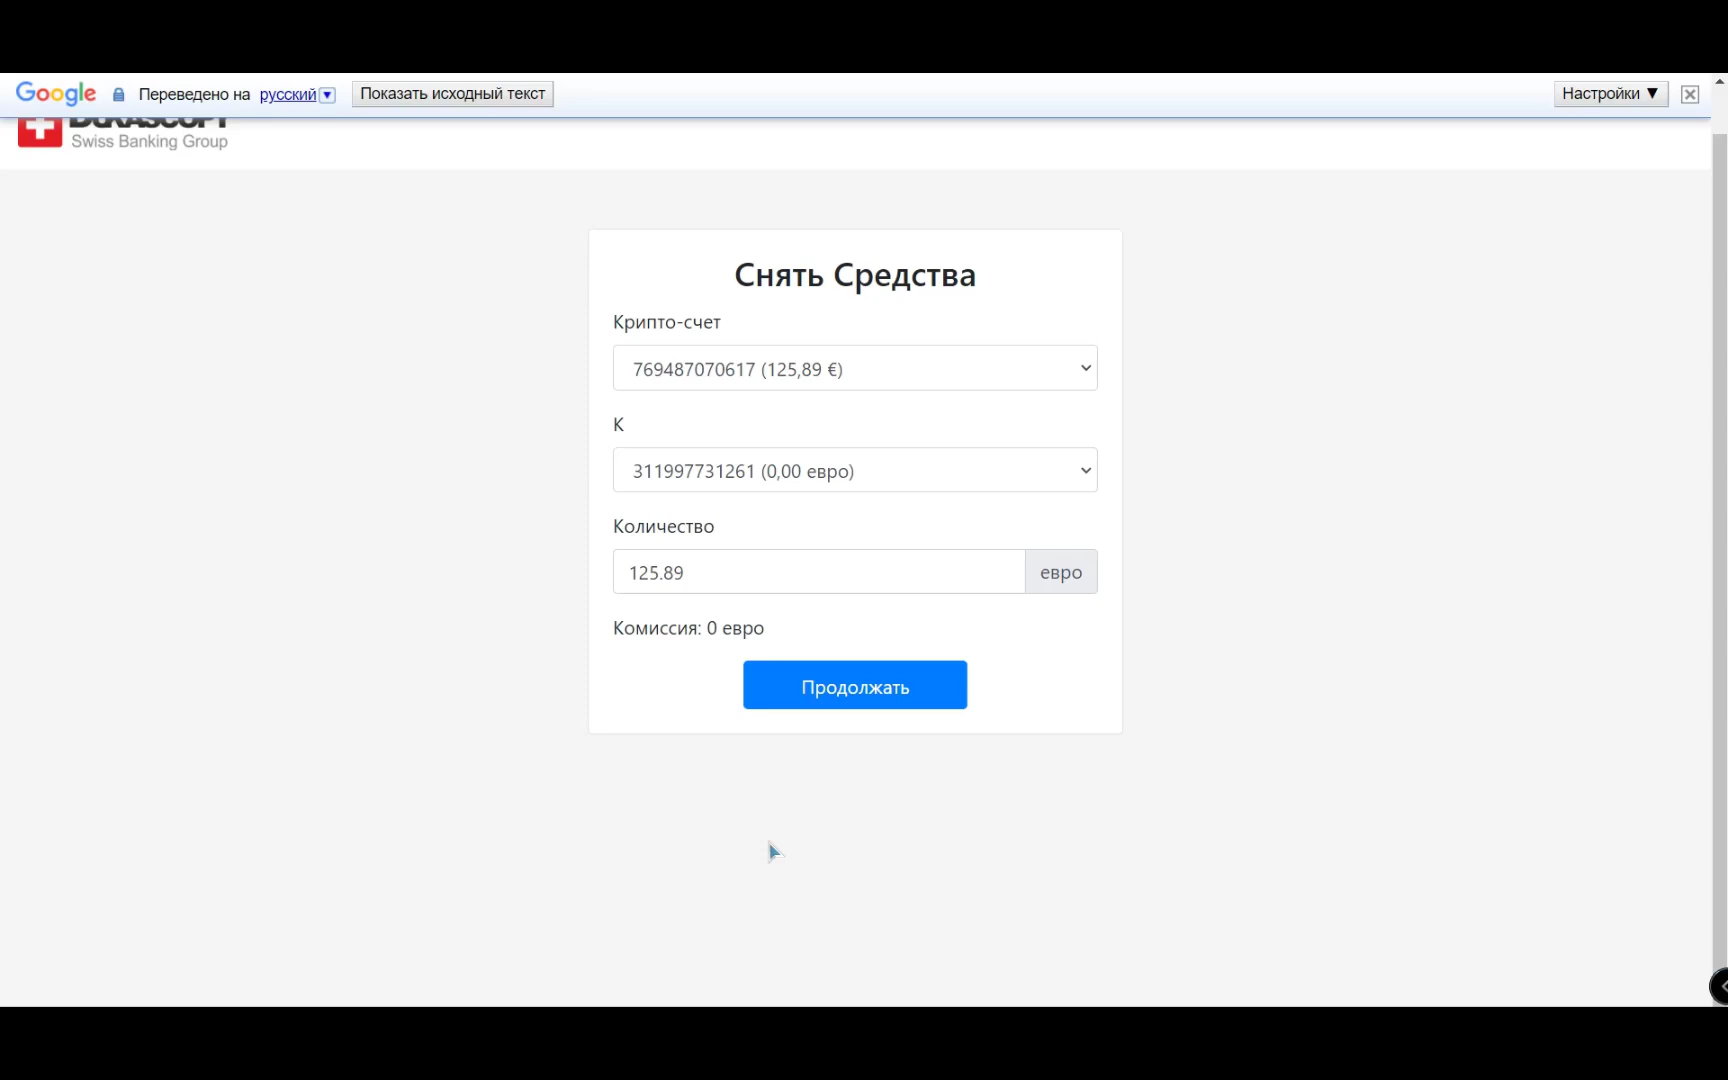 Google Переведено на русский Показать исходный текст Настройки ▼
DUKASCOPY
Swiss Banking Group
Снять Средства
Крипто-счет
769487070617 (125,89 €)
К
311997731261 (0,00 евро)
Количество
125.89 евро
Комиссия: 0 евро
Продолжать